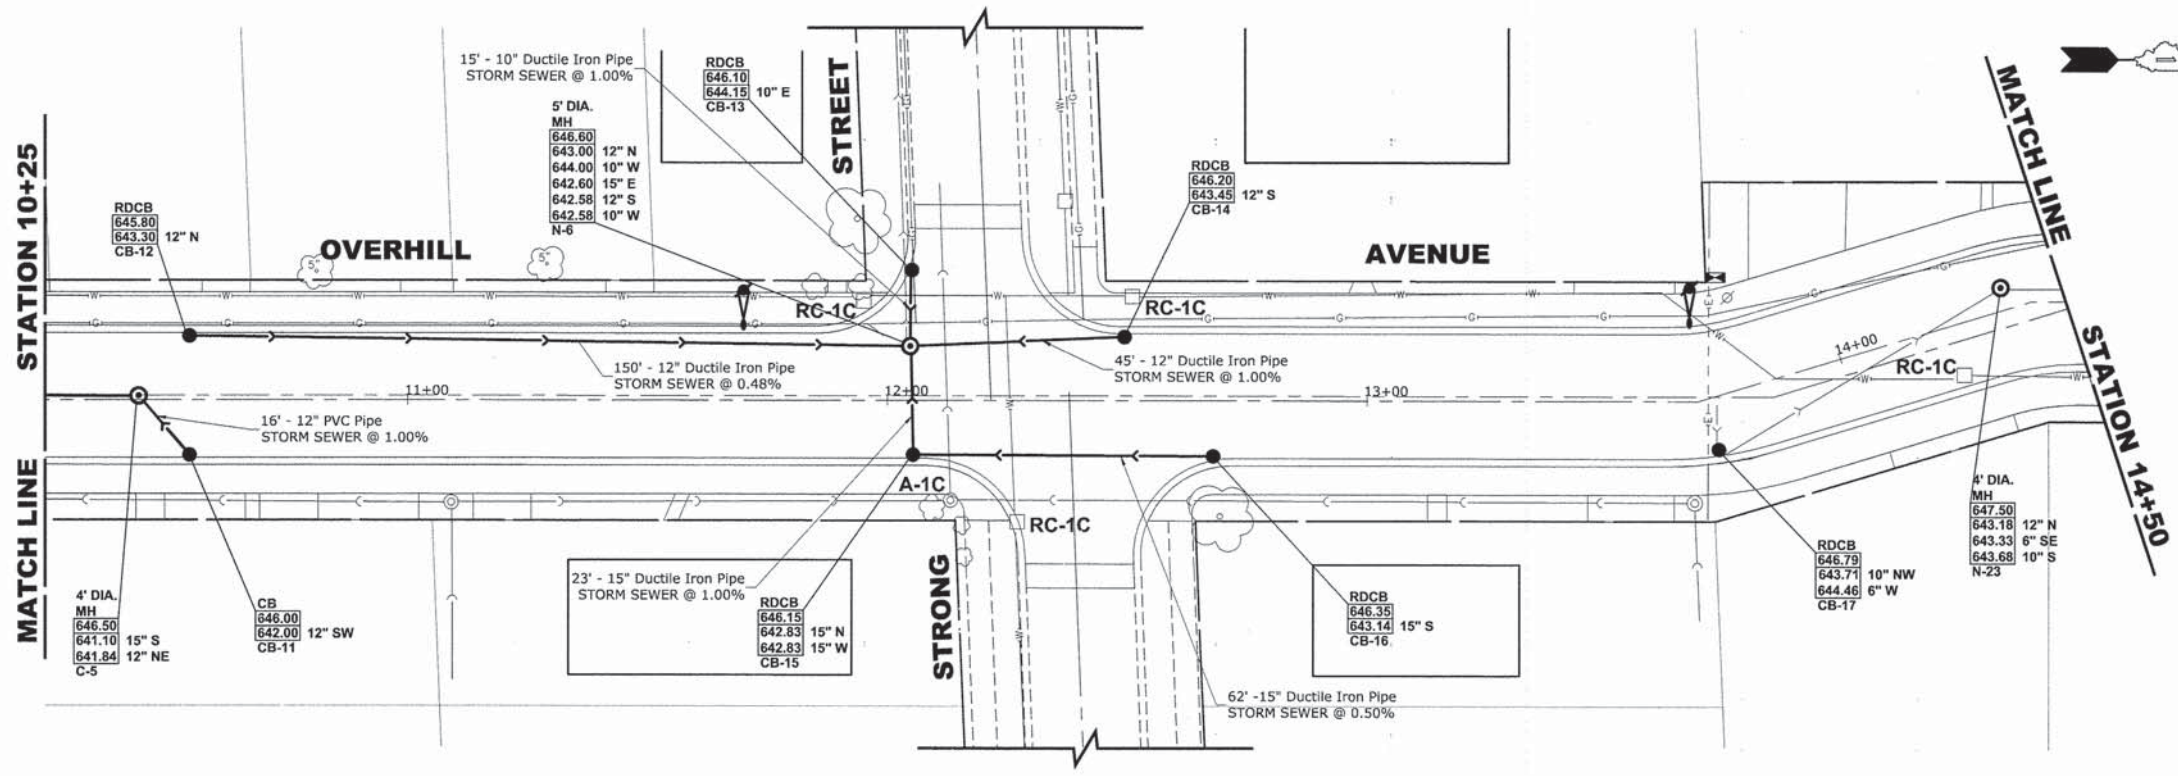 15' - 10" Ductile Iron Pipe
STORM SEWER @ 1.00%
RDCB
646.10
644.15 10" E
CB-13
5' DIA.
MH
646.60
643.00 12" N
644.00 10" W
642.60 15" E
642.58 12" S
642.58 10" W
N-6
STREET
RDCB
646.20
643.45 12" S
CB-14
MATCH LINE
STATION 14+50
STATION 10+25
MATCH LINE
RDCB
645.80
643.30 12" N
CB-12
OVERHILL
5"
5"
AVENUE
RC-1C
RC-1C
RC-1C
RC-1C
150' - 12" Ductile Iron Pipe
STORM SEWER @ 0.48%
45' - 12" Ductile Iron Pipe
STORM SEWER @ 1.00%
11+00
12+00
13+00
14+00
16' - 12" PVC Pipe
STORM SEWER @ 1.00%
A-1C
4' DIA.
MH
646.50
641.10 15" S
641.84 12" NE
C-5
CB
646.00
642.00 12" SW
CB-11
23' - 15" Ductile Iron Pipe
STORM SEWER @ 1.00%
RDCB
646.15
642.83 15" N
642.83 15" W
CB-15
STRONG
RDCB
646.35
643.14 15" S
CB-16
62' -15" Ductile Iron Pipe
STORM SEWER @ 0.50%
RDCB
646.79
643.71 10" NW
644.46 6" W
CB-17
4' DIA.
MH
647.50
643.18 12" N
643.33 6" SE
643.68 10" S
N-23